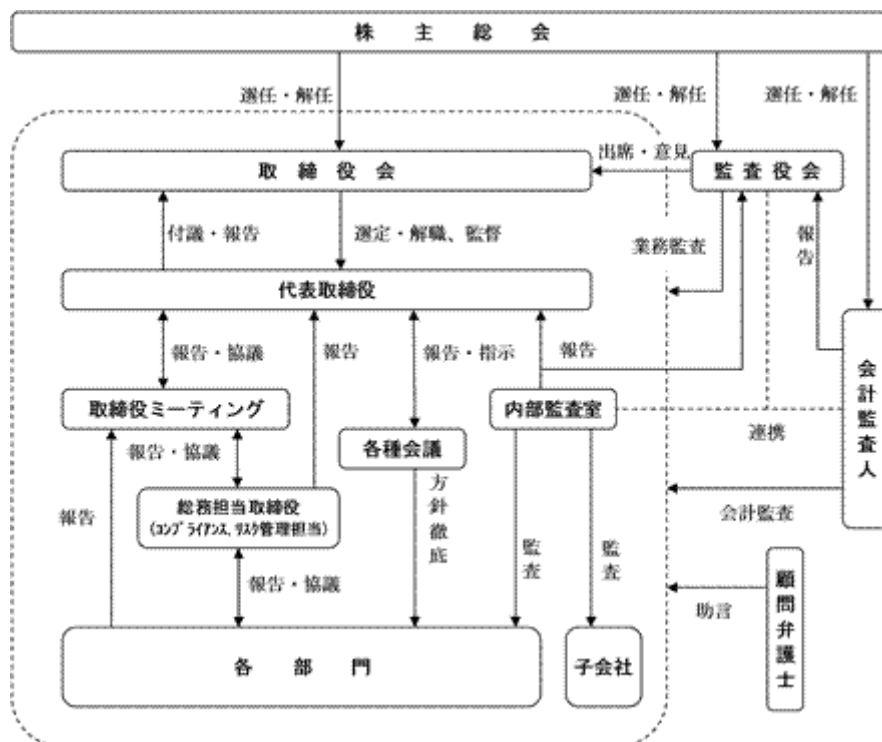 株主総会
選任・解任
選任・解任
選任・解任
取締役会
出席・意見
監査役会
付議・報告
選定・解職、監督
業務監査
報告
代表取締役
報告・協議
報告
報告・指示
報告
会計監査人
取締役ミーティング
内部監査室
連携
報告・協議
各種会議
報告
総務担当取締役
(ｺﾝﾌﾟﾗｲｱﾝｽ,ﾘｽｸ管理担当)
方針徹底
会計監査
監査
監査
報告・協議
顧問弁護士
助言
各部門
子会社